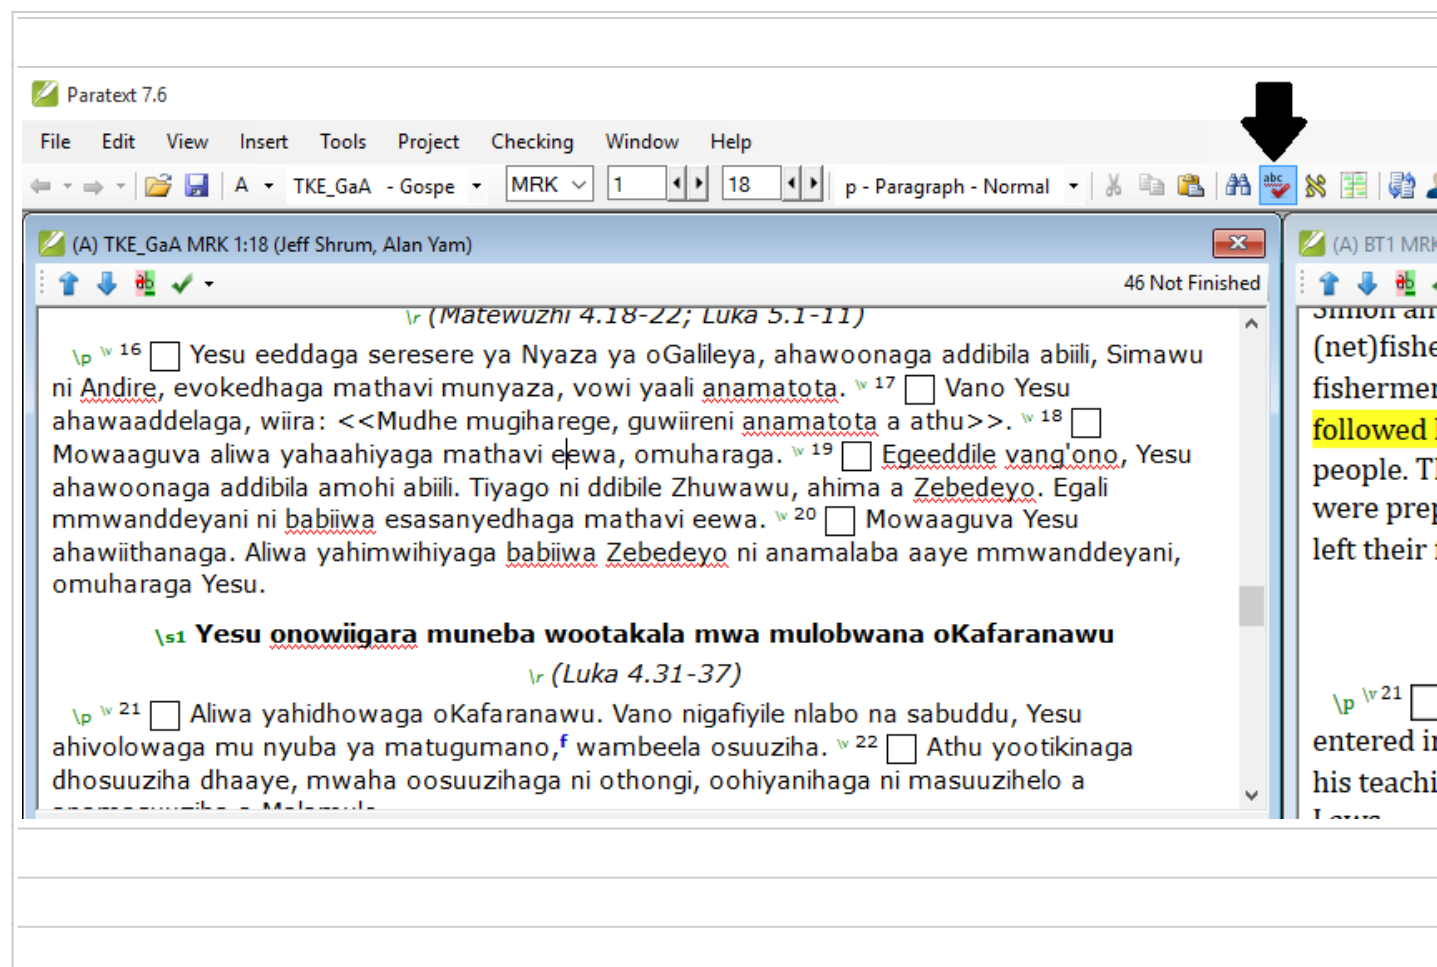 Paratext 7.6
File Edit View Insert Tools Project Checking Window Help
A TKE_GaA - Gospe MRK 1 18 p - Paragraph - Normal abc
(A) TKE_GaA MRK 1:18 (Jeff Shrum, Alan Yam)
46 Not Finished
\r (Matewuzhi 4.18-22; Luka 5.1-11)
\p \v 16 Yesu eeddaga seresere ya Nyaza ya oGalileya, ahawoonaga addibila abiili, Simawu
ni Andire, evokedhaga mathavi munyaza, vowi yaali anamatota. \v 17 Vano Yesu
ahawaaddelaga, wiira: <<Mudhe mugiharege, guwiireni anamatota a athu>>. \v 18
Mowaaguva aliwa yahaahiyaga mathavi eewa, omuharaga. \v 19 Egeeddile vang'ono, Yesu
ahawoonaga addibila amohi abiili. Tiyago ni ddibile Zhuwawu, ahima a Zebedeyo. Egali
mmwanddeyani ni babiiwa esasanyedhaga mathavi eewa. \v 20 Mowaaguva Yesu
ahawiithanaga. Aliwa yahimwihiyaga babiiwa Zebedeyo ni anamalaba aaye mmwanddeyani,
omuharaga Yesu.
\s1 Yesu onowiigara muneba wootakala mwa mulobwana oKafaranawu
\r (Luka 4.31-37)
\p \v 21 Aliwa yahidhowaga oKafaranawu. Vano nigafiyile nlabo na sabuddu, Yesu
ahivolowaga mu nyuba ya matugumano,f wambeela osuuziha. \v 22 Athu yootikinaga
dhosuuziha dhaaye, mwaha oosuuzihaga ni othongi, oohiyanihaga ni masuuzihelo a
(A) BT1 MRK
(net)fishe
fishermen
followed
people.
were prep
left their
\p \v 21
entered in
his teachi